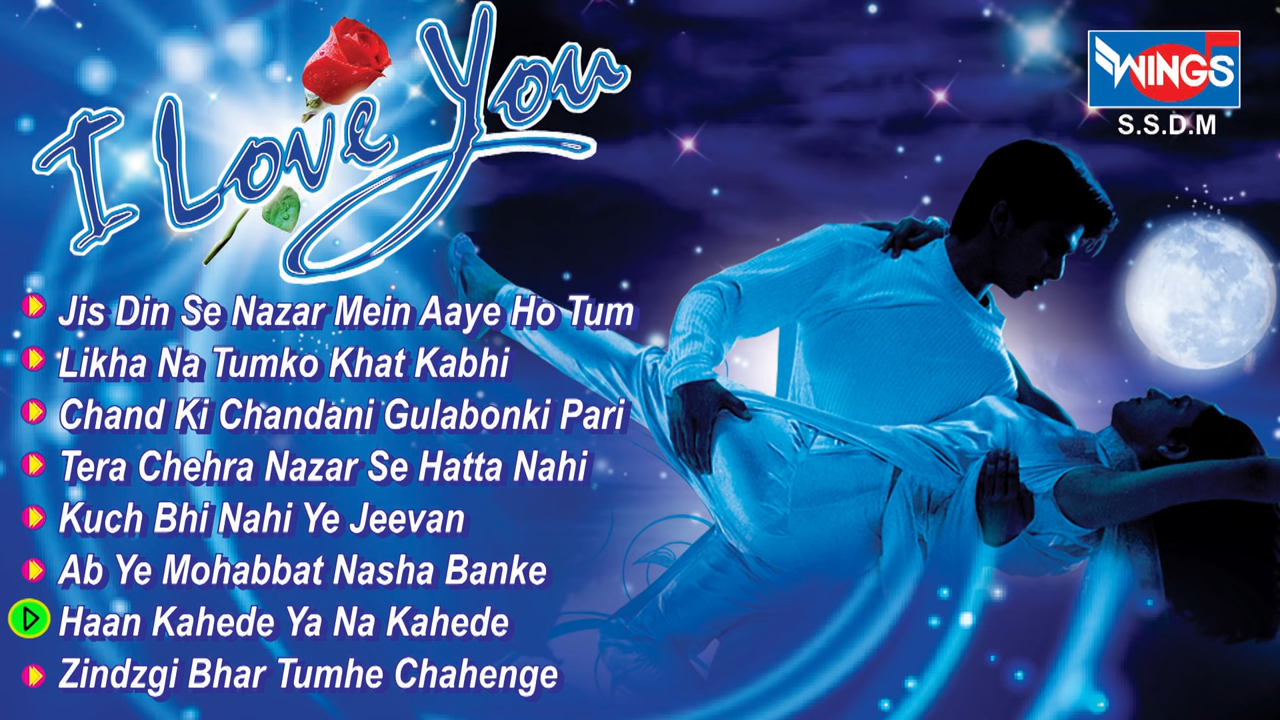 I Love You
WINGS
S.S.D.M
Jis Din Se Nazar Mein Aaye Ho Tum
Likha Na Tumko Khat Kabhi
Chand Ki Chandani Gulabonki Pari
Tera Chehra Nazar Se Hatta Nahi
Kuch Bhi Nahi Ye Jeevan
Ab Ye Mohabbat Nasha Banke
Haan Kahede Ya Na Kahede
Zindzgi Bhar Tumhe Chahenge